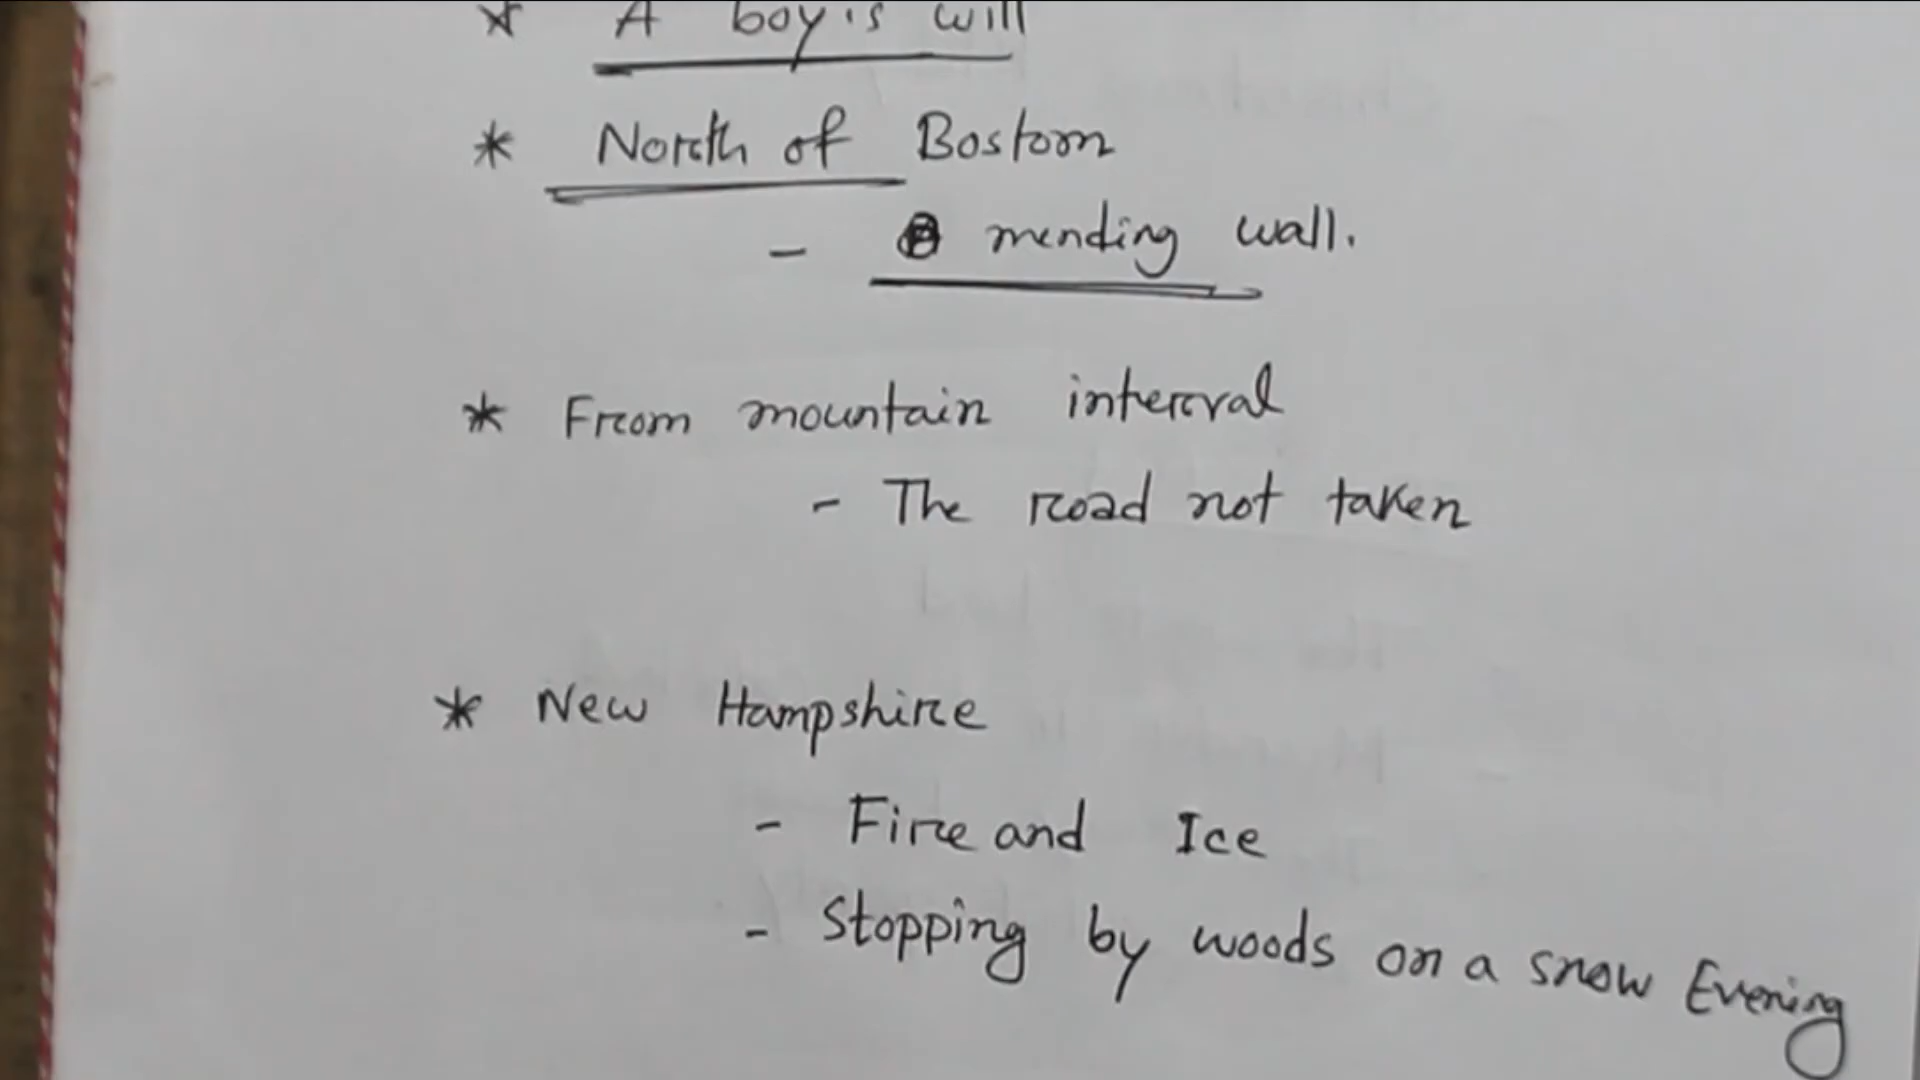 * A boy's will
* North of Boston
- mending wall.
* From mountain interval
- The road not taken
* New Hampshire
- Fire and Ice
- Stopping by woods on a snow Evening